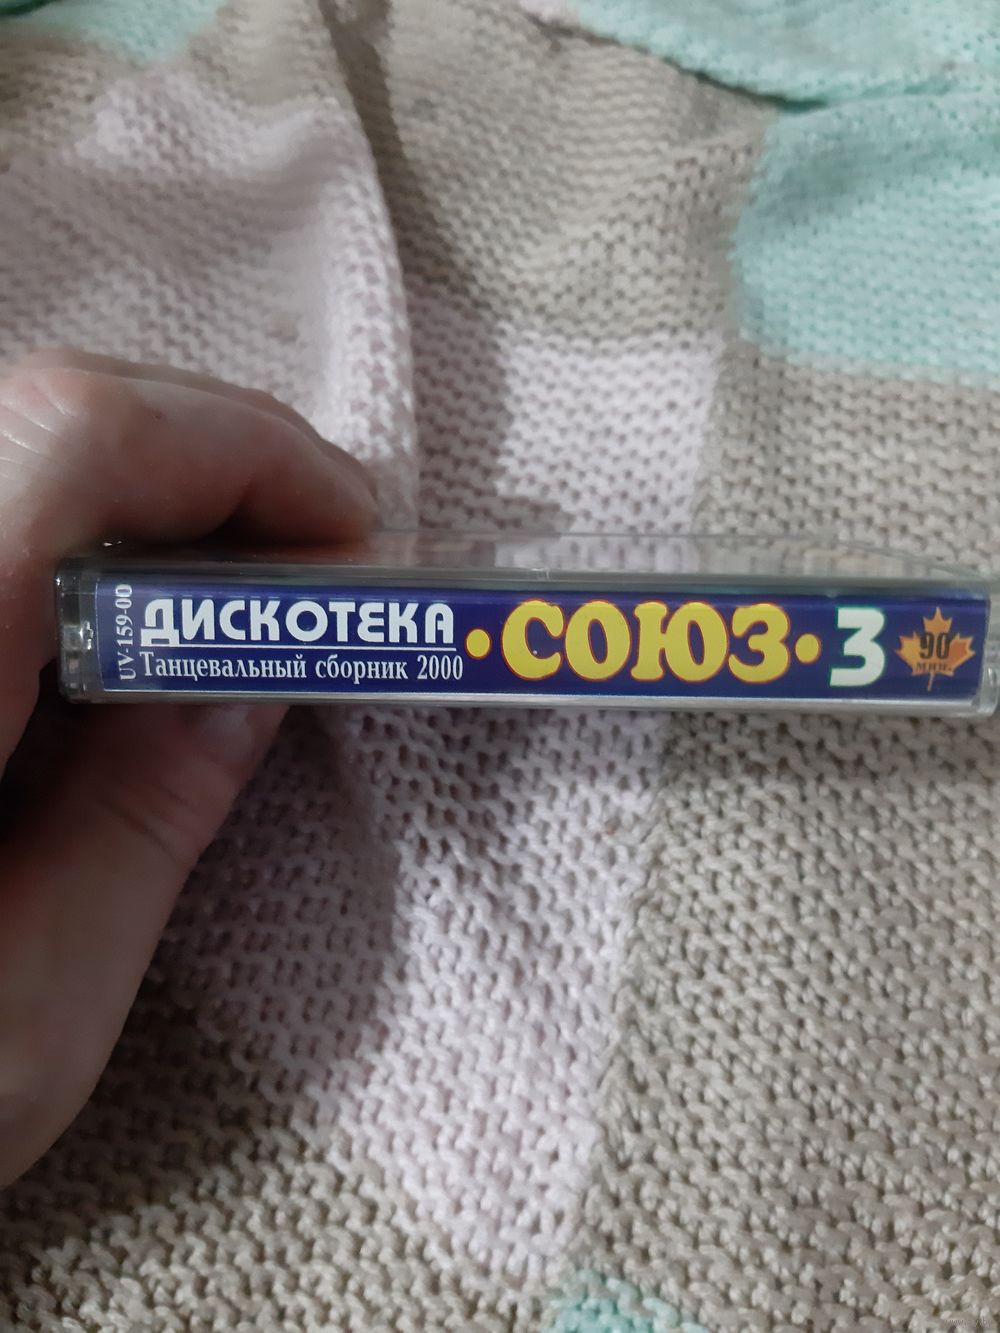 UV-159-00
ДИСКОТЕКА
Танцевальный сборник 2000
•СОЮЗ• 3
90
МИН.